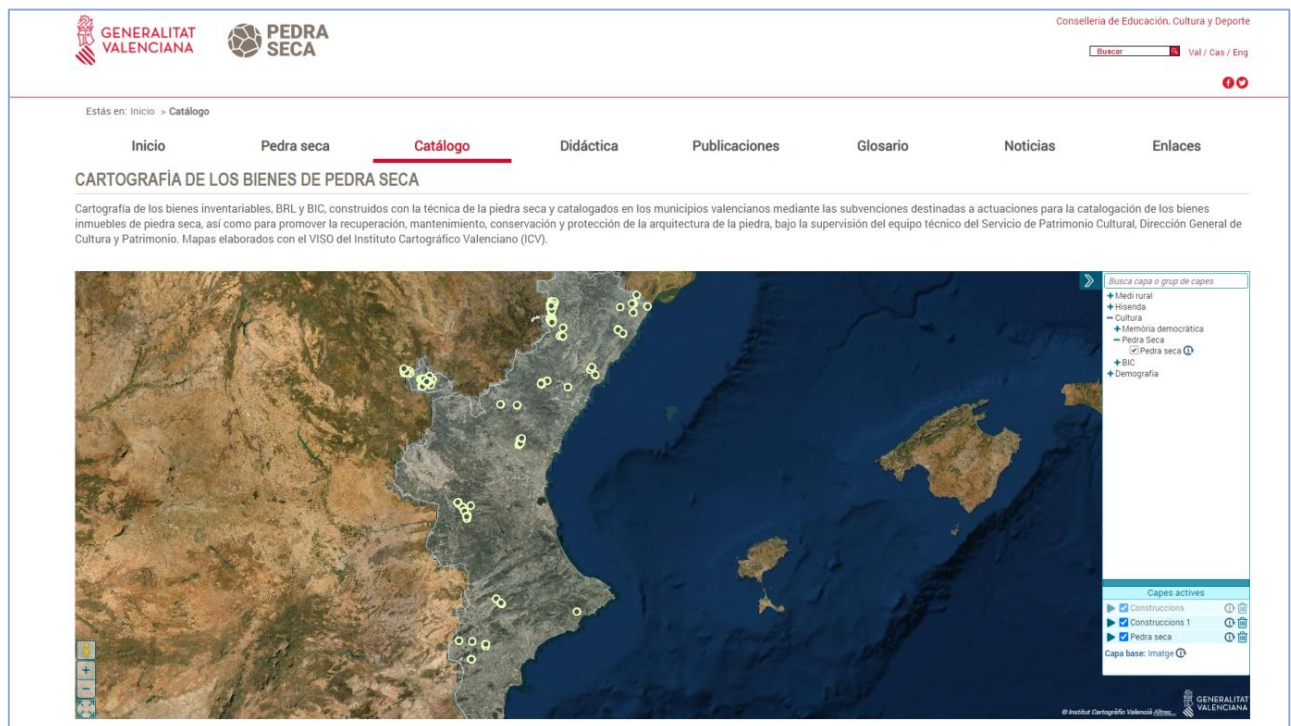 GENERALITAT
VALENCIANA
PEDRA
SECA
Conselleria de Educación, Cultura y Deporte
Buscar
Val / Cas / Eng
Estás en: Inicio > Catálogo
Inicio Pedra seca Catálogo Didáctica Publicaciones Glosario Noticias Enlaces
CARTOGRAFÍA DE LOS BIENES DE PEDRA SECA
Cartografía de los bienes inventariables, BRL y BIC, construidos con la técnica de la piedra seca y catalogados en los municipios valencianos mediante las subvenciones destinadas a actuaciones para la catalogación de los bienes
inmuebles de piedra seca, así como para promover la recuperación, mantenimiento, conservación y protección de la arquitectura de la piedra, bajo la supervisión del equipo técnico del Servicio de Patrimonio Cultural, Dirección General de
Cultura y Patrimonio. Mapas elaborados con el VISO del Instituto Cartográfico Valenciano (ICV).
Busca capa o grup de capes
Medi rural
Hisenda
Cultura
Memòria democràtica
Pedra Seca
Pedra seca
BIC
Demografia
Capes actives
Construccions
Construccions 1
Pedra seca
Capa base: Imatge
© Institut Cartogràfic Valencià Altres...
GENERALITAT
VALENCIANA